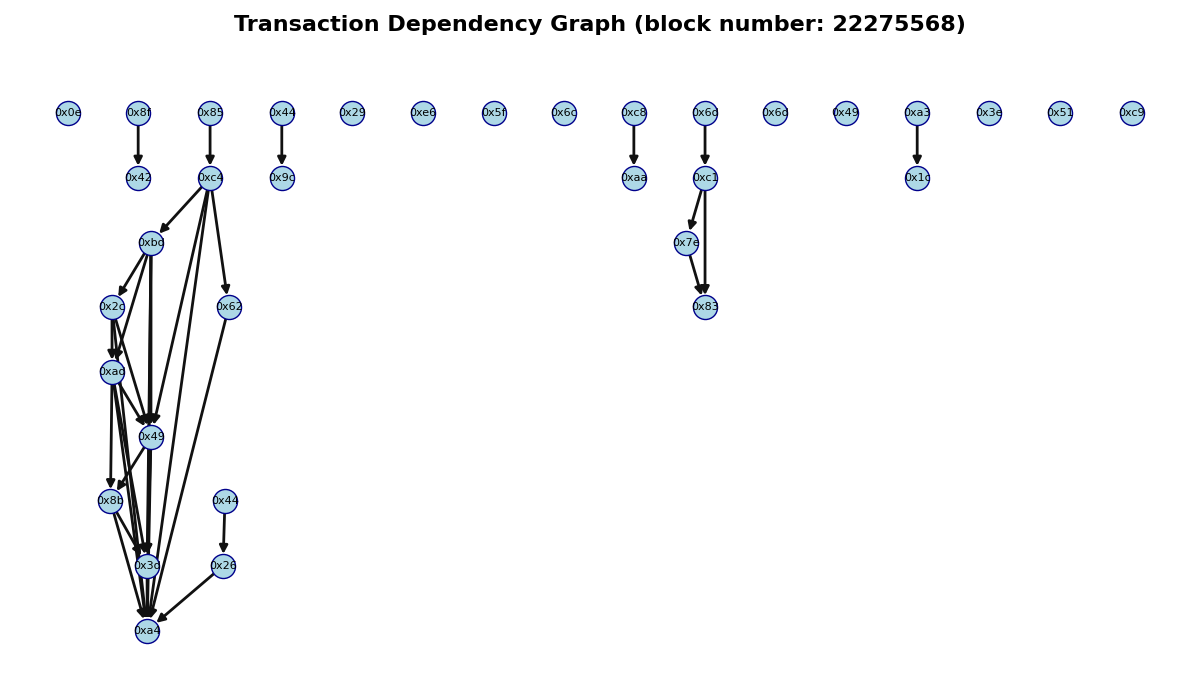 Transaction Dependency Graph (block number: 22275568)
0x0e 0x8f 0x85 0x44 0x29 0xe6 0x5f 0x6c 0xc8 0x6d 0x6d 0x49 0xa3 0x3e 0x51 0xc9
0x42 0xc4 0x9c 0xaa 0xc1 0x1c
0xbd 0x7e
0x2c 0x62 0x83
0xad
0x49
0x8b 0x44
0x3d 0x26
0xa4